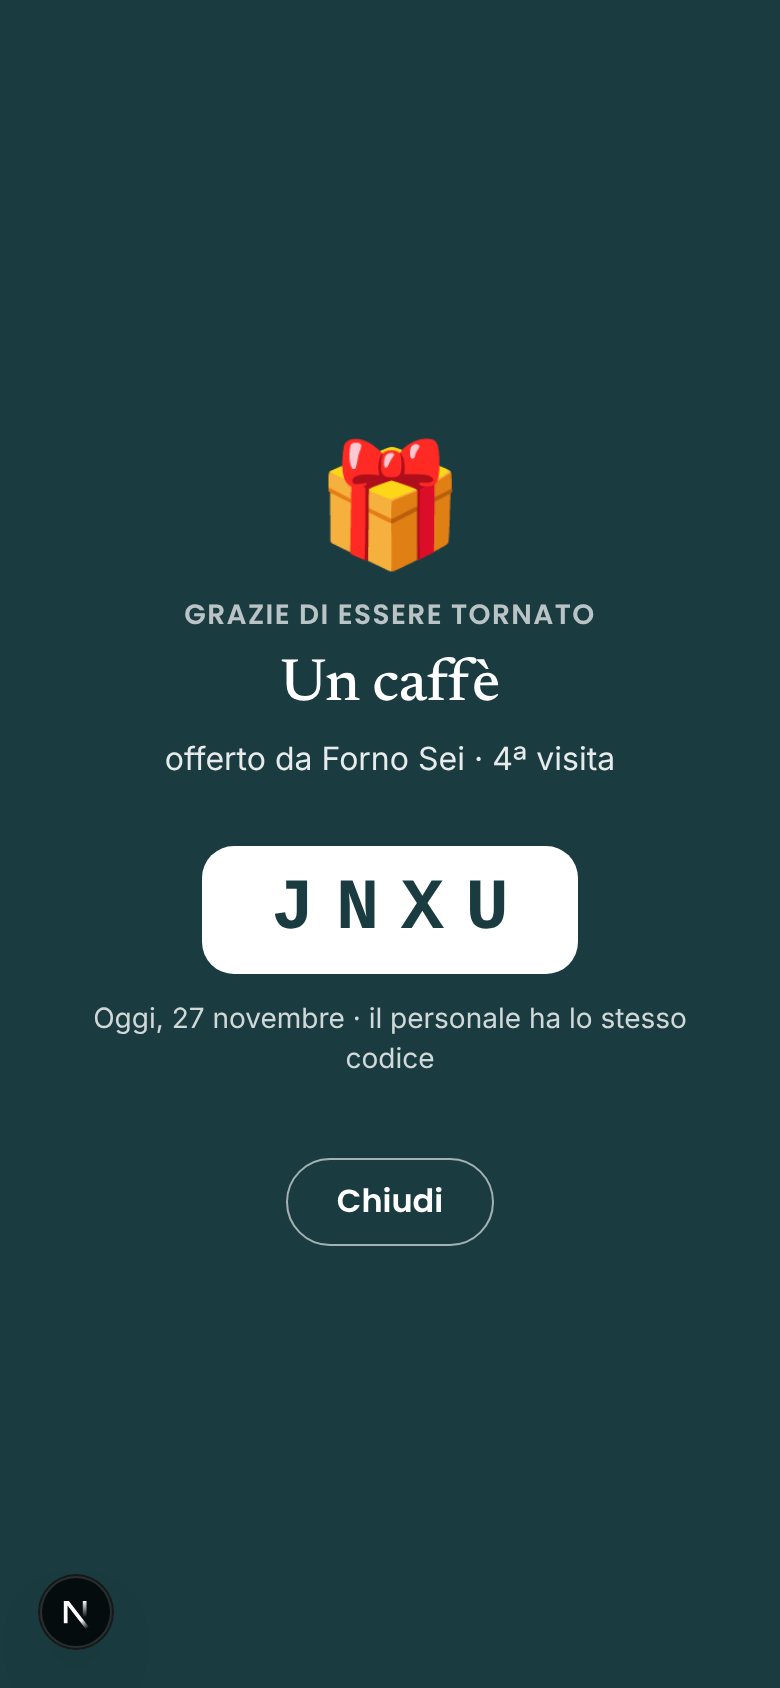 GRAZIE DI ESSERE TORNATO
Un caffè
offerto da Forno Sei · 4ª visita
JNXU
Oggi, 27 novembre · il personale ha lo stesso
codice
Chiudi
N